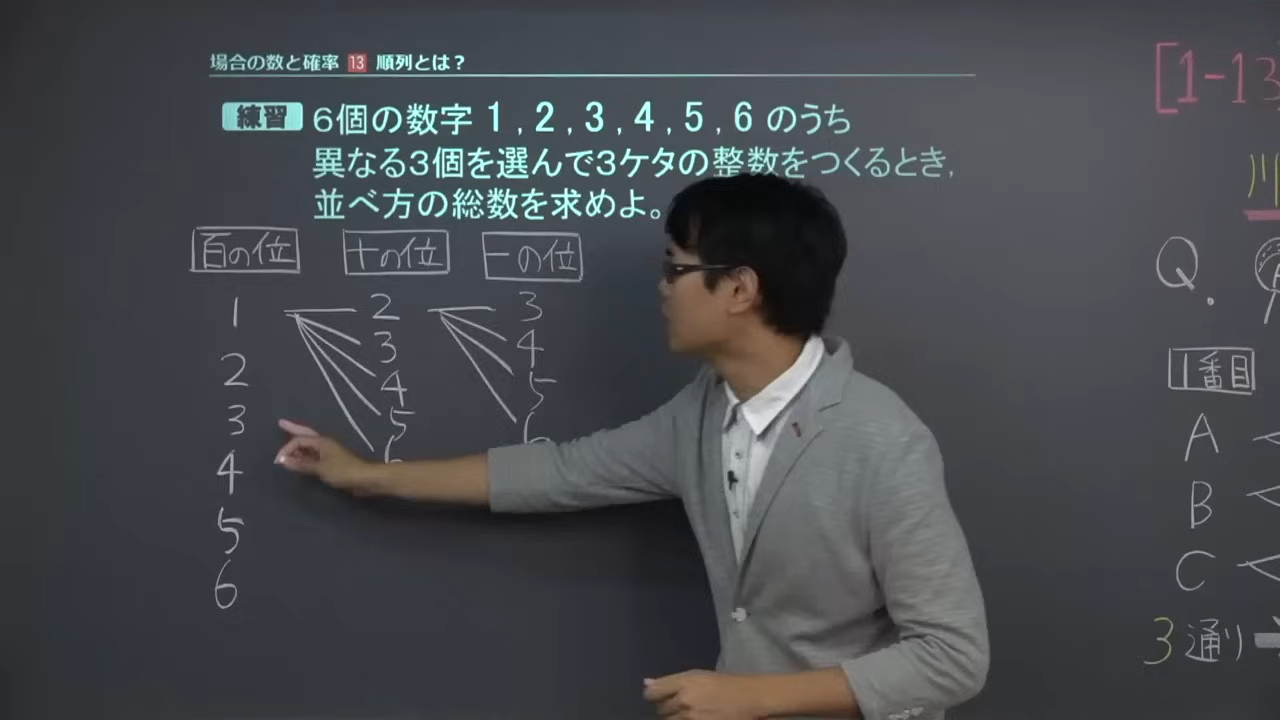 場合の数と確率 13 順列とは？
練習 6個の数字 1 , 2 , 3 , 4 , 5 , 6 のうち
異なる3個を選んで3ケタの整数をつくるとき，
並べ方の総数を求めよ。
百の位 十の位 一の位
1 2 3
2 3 4
3 4 5
4 5 6
5 6
6
[1-13
Q.
1番目
A
B
C
3通り